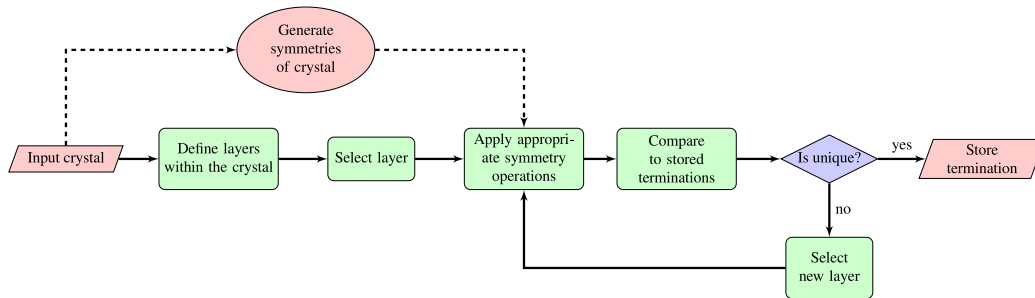 Generate
symmetries
of crystal
Input crystal
Define layers
within the crystal
Select layer
Apply appropri-
ate symmetry
operations
Compare
to stored
terminations
Is unique?
yes
Store
termination
no
Select
new layer